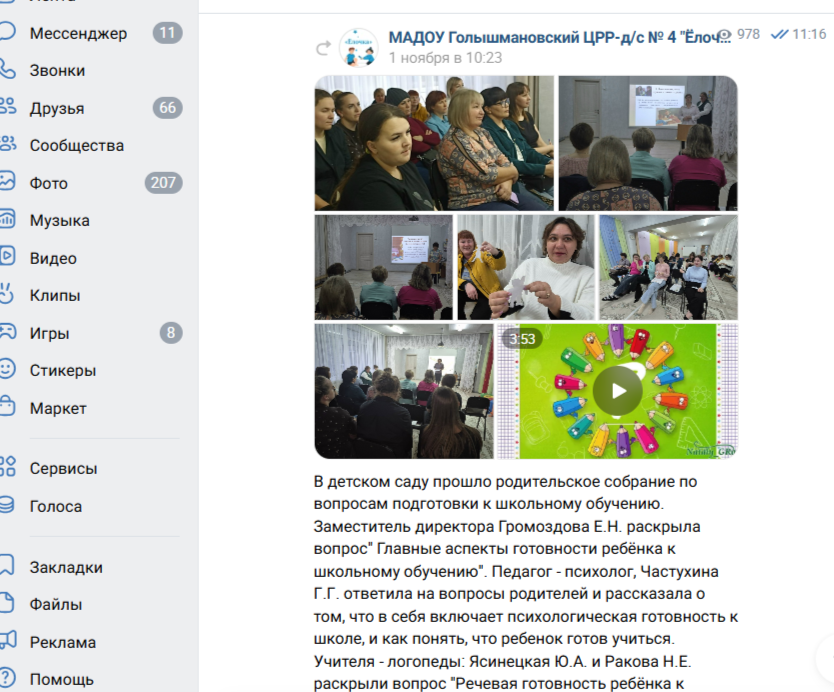 Мессенджер 11
Звонки
Друзья 66
Сообщества
Фото 207
Музыка
Видео
Клипы
Игры 8
Стикеры
Маркет
Сервисы
Голоса
Закладки
Файлы
Реклама
Помощь
МАДОУ Голышмановский ЦРР-д/с № 4 "Ёлоч... 978 11:16
1 ноября в 10:23
«Ёлочка»
3:53
В детском саду прошло родительское собрание по
вопросам подготовки к школьному обучению.
Заместитель директора Громоздова Е.Н. раскрыла
вопрос" Главные аспекты готовности ребёнка к
школьному обучению". Педагог - психолог, Частухина
Г.Г. ответила на вопросы родителей и рассказала о
том, что в себя включает психологическая готовность к
школе, и как понять, что ребенок готов учиться.
Учителя - логопеды: Ясинецкая Ю.А. и Ракова Н.Е.
раскрыли вопрос "Речевая готовность ребёнка к